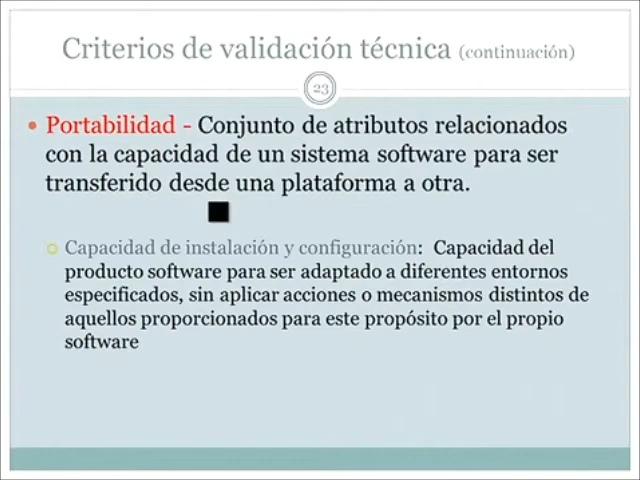 Criterios de validación técnica (continuación)
23
Portabilidad - Conjunto de atributos relacionados
con la capacidad de un sistema software para ser
transferido desde una plataforma a otra.
Capacidad de instalación y configuración: Capacidad del
producto software para ser adaptado a diferentes entornos
especificados, sin aplicar acciones o mecanismos distintos de
aquellos proporcionados para este propósito por el propio
software